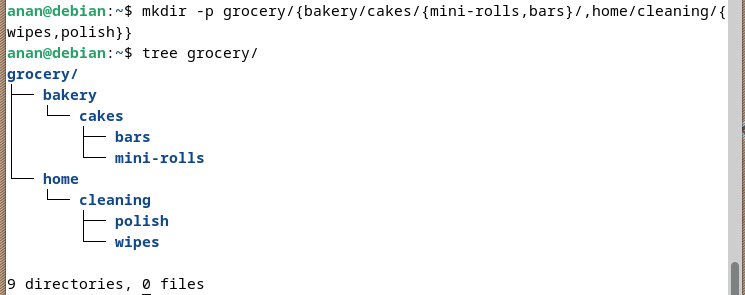 anan@debian:~$ mkdir -p grocery/{bakery/cakes/{mini-rolls,bars}/,home/cleaning/{
wipes,polish}}
anan@debian:~$ tree grocery/
grocery/
├── bakery
│   └── cakes
│       ├── bars
│       └── mini-rolls
└── home
    └── cleaning
        ├── polish
        └── wipes
9 directories, 0 files